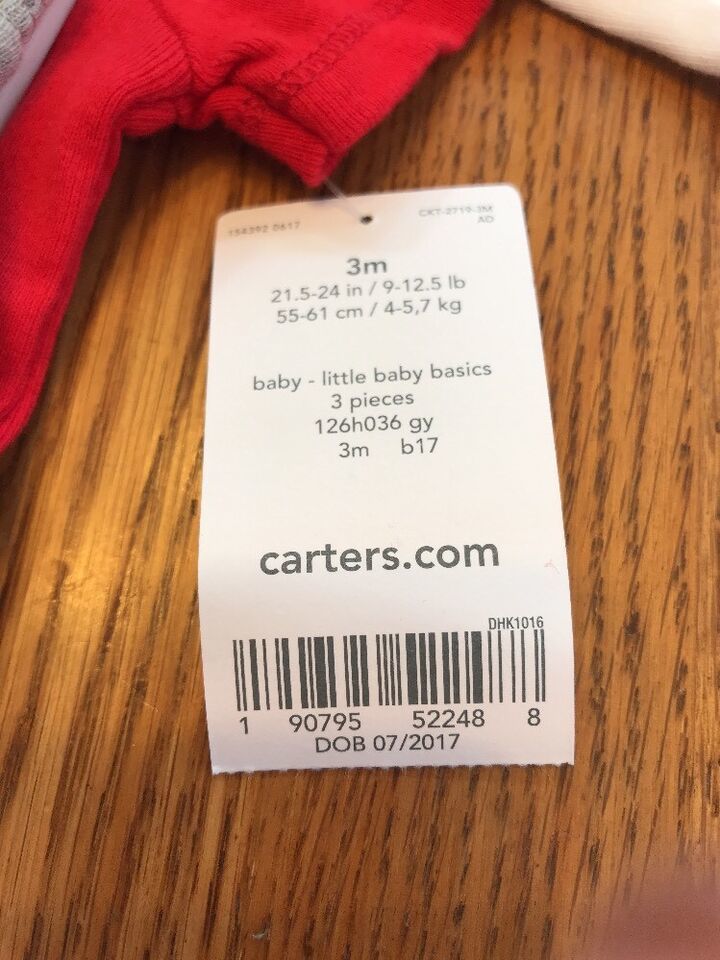 154392 0617
CKT-2719-3M
AD
3m
21.5-24 in / 9-12.5 lb
55-61 cm / 4-5,7 kg
baby - little baby basics
3 pieces
126h036 gy
3m b17
carters.com
DHK1016
1 90795 52248 8
DOB 07/2017